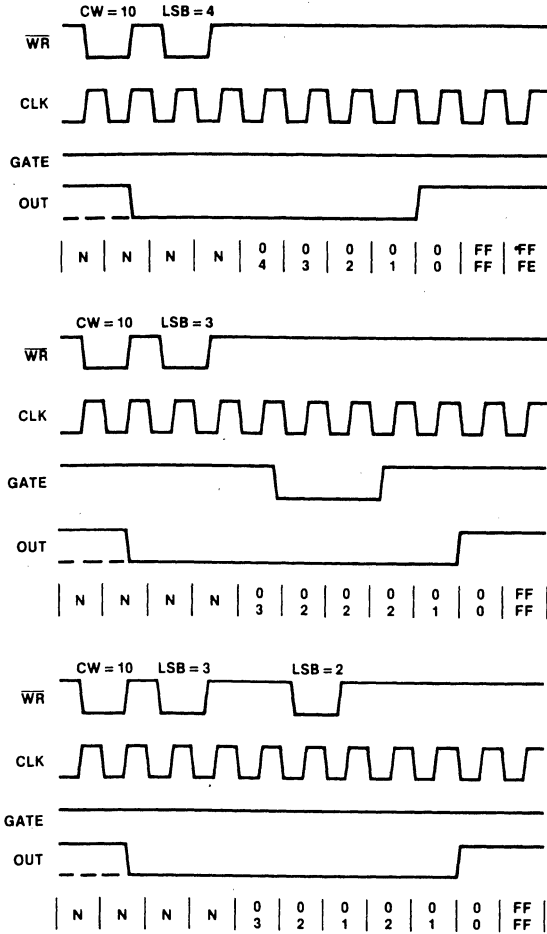 CW = 10 LSB = 4
WR
CLK
GATE
OUT
N N N N 0 0 0 0 0 FF FF
4 3 2 1 0 FF FE
CW = 10 LSB = 3
WR
CLK
GATE
OUT
N N N N 0 0 0 0 0 0 FF
3 2 2 2 1 0 FF
CW = 10 LSB = 3 LSB = 2
WR
CLK
GATE
OUT
N N N N 0 0 0 0 0 0 FF
3 2 1 2 1 0 FF